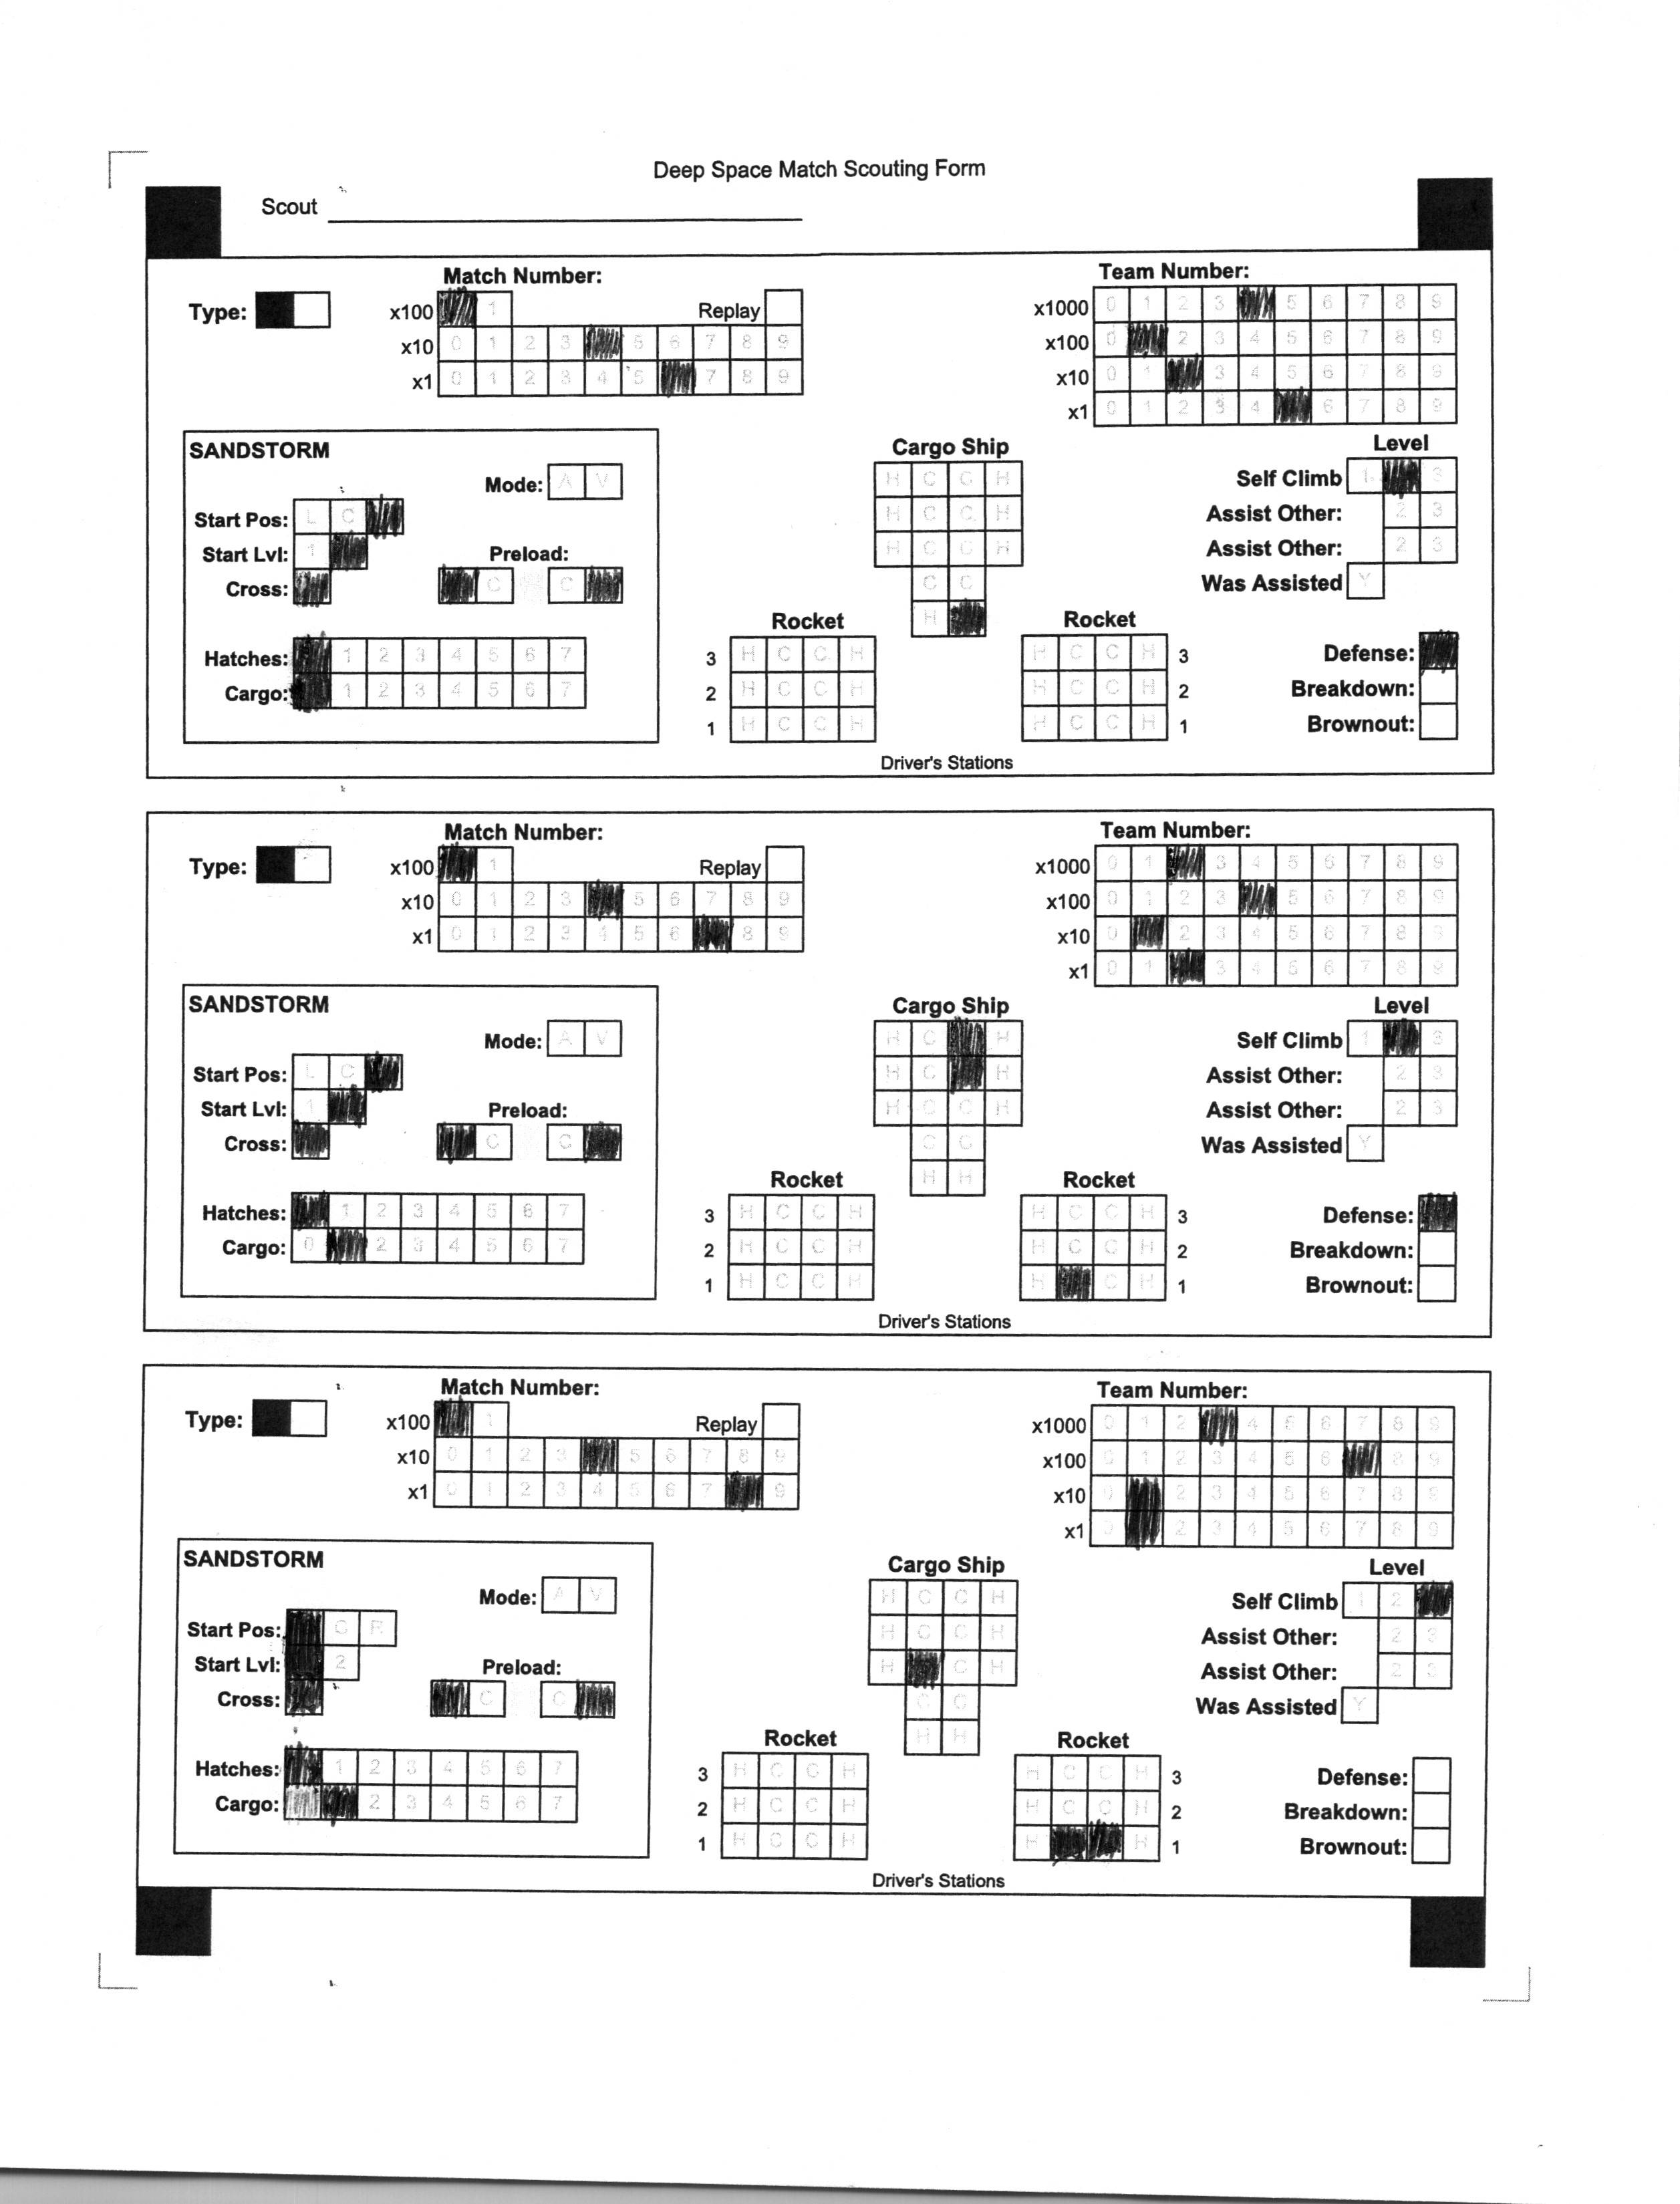 Deep Space Match Scouting Form
Scout
Match Number:
Team Number:
Type:
x100 1
Replay
x10 0 1 2 3 5 6 7 8 9
x1 0 1 2 3 4 5 7 8 9
x1000 0 1 2 3 5 6 7 8 9
x100 0 2 3 4 5 6 7 8 9
x10 0 1 3 4 5 6 7 8 9
x1 0 1 2 3 4 6 7 8 9
SANDSTORM
Mode: A V
Start Pos: L C
Start Lvl: 1
Cross:
Preload:
C C
Hatches: 1 2 3 4 5 6 7
Cargo: 1 2 3 4 5 6 7
Cargo Ship
H C C H
H C C H
H C C H
C C
H
Rocket
3 H C C H
2 H C C H
1 H C C H
Rocket
H C C H 3
H C C H 2
H C C H 1
Level
Self Climb 1 3
Assist Other: 2 3
Assist Other: 2 3
Was Assisted Y
Defense:
Breakdown:
Brownout:
Driver's Stations
Match Number:
Team Number:
Type:
x100 1
Replay
x10 0 1 2 3 5 6 7 8 9
x1 0 1 2 3 4 5 6 8 9
x1000 0 1 3 4 5 6 7 8 9
x100 0 1 2 3 5 6 7 8 9
x10 0 2 3 4 5 6 7 8 9
x1 0 1 3 4 5 6 7 8 9
SANDSTORM
Mode: A V
Start Pos: L C
Start Lvl: 1
Cross:
Preload:
C C
Hatches: 1 2 3 4 5 6 7
Cargo: 0 2 3 4 5 6 7
Cargo Ship
H C H
H C H
H C C H
C C
H H
Rocket
3 H C C H
2 H C C H
1 H C C H
Rocket
H C C H 3
H C C H 2
H C H 1
Level
Self Climb 1 3
Assist Other: 2 3
Assist Other: 2 3
Was Assisted Y
Defense:
Breakdown:
Brownout:
Driver's Stations
Match Number:
Team Number:
Type:
x100 1
Replay
x10 0 1 2 3 5 6 7 8 9
x1 0 1 2 3 4 5 6 7 9
x1000 0 1 2 4 5 6 7 8 9
x100 0 1 2 3 4 5 6 8 9
x10 0 2 3 4 5 6 7 8 9
x1 0 2 3 4 5 6 7 8 9
SANDSTORM
Mode: A V
Start Pos: C R
Start Lvl: 2
Cross:
Preload:
C C
Hatches: 1 2 3 4 5 6 7
Cargo: 2 3 4 5 6 7
Cargo Ship
H C C H
H C C H
H C H
C C
H H
Rocket
3 H C C H
2 H C C H
1 H C C H
Rocket
H C C H 3
H C C H 2
H H 1
Level
Self Climb 1 2
Assist Other: 2 3
Assist Other: 2 3
Was Assisted Y
Defense:
Breakdown:
Brownout:
Driver's Stations